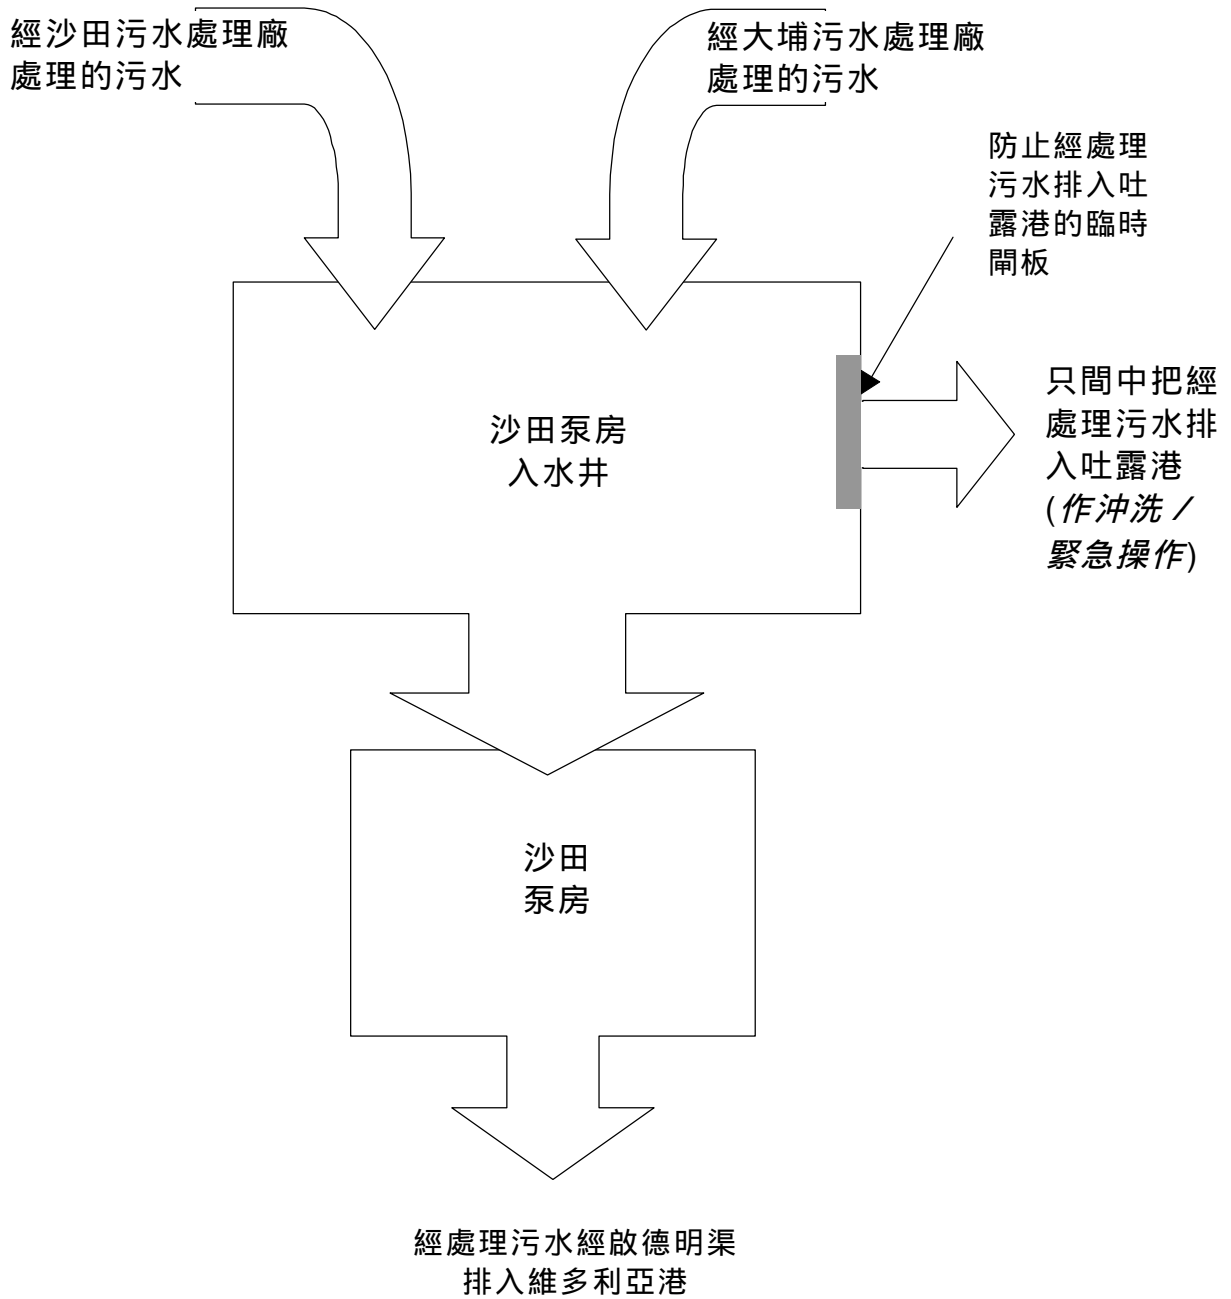 經沙田污水處理廠
處理的污水
經大埔污水處理廠
處理的污水
防止經處理
污水排入吐
露港的臨時
閘板
只間中把經
處理污水排
入吐露港
(作沖洗／
緊急操作)
沙田泵房
入水井
沙田
泵房
經處理污水經啟德明渠
排入維多利亞港